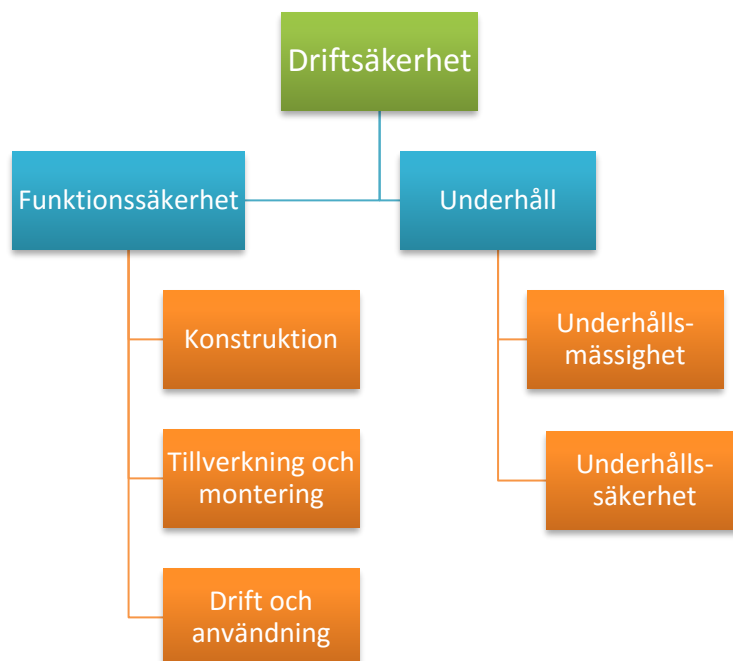 Driftsäkerhet
Funktionssäkerhet
Underhåll
Konstruktion
Tillverkning och
montering
Drift och
användning
Underhålls-
mässighet
Underhålls-
säkerhet